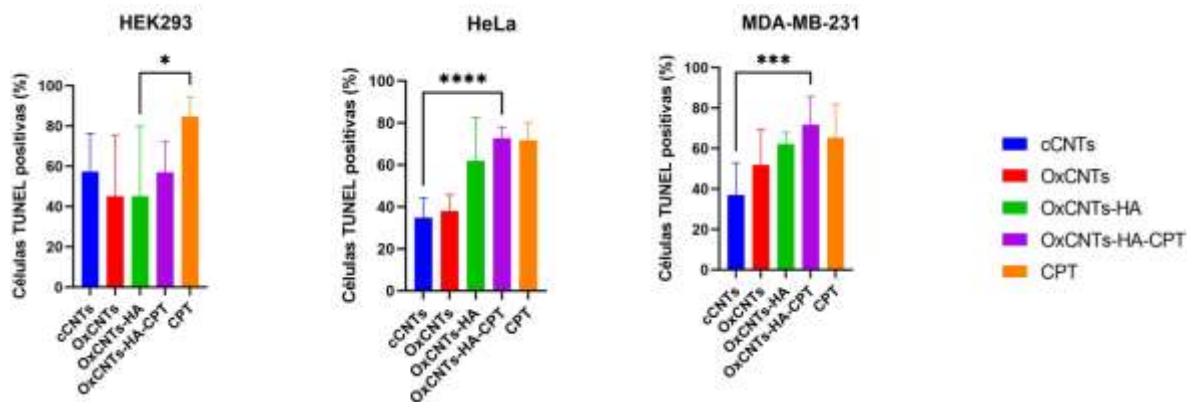 HEK293
*
Células TUNEL positivas (%)
100
80
60
40
20
0
cCNTs
OxCNTs
OxCNTs-HA
OxCNTs-HA-CPT
CPT
HeLa
****
Células TUNEL positivas (%)
100
80
60
40
20
0
cCNTs
OxCNTs
OxCNTs-HA
OxCNTs-HA-CPT
CPT
MDA-MB-231
***
Células TUNEL positivas (%)
100
80
60
40
20
0
cCNTs
OxCNTs
OxCNTs-HA
OxCNTs-HA-CPT
CPT
cCNTs
OxCNTs
OxCNTs-HA
OxCNTs-HA-CPT
CPT